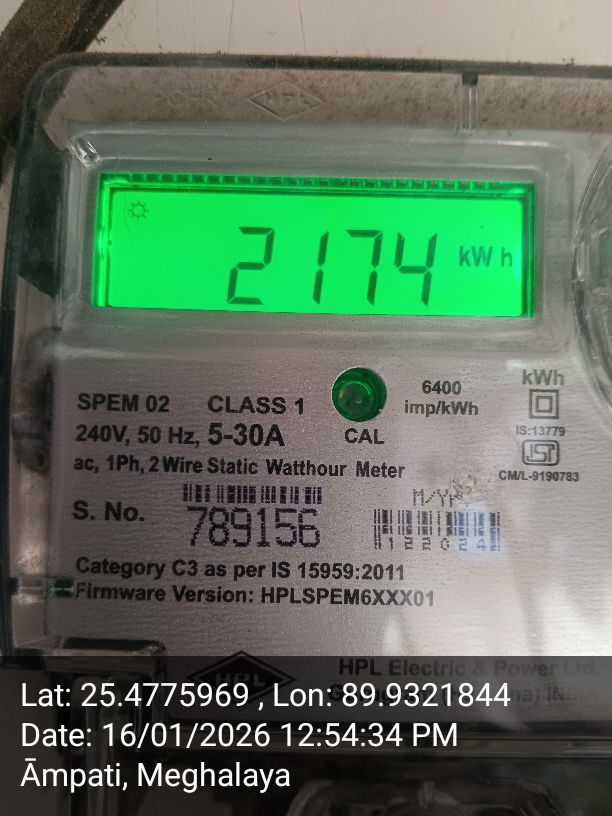 2174 kWh
SPEM 02 CLASS 1
6400
imp/kWh
kWh
240V, 50 Hz, 5-30A
CAL
IS:13779
ISI
CM/L-9190783
ac, 1Ph, 2 Wire Static Watthour Meter
S. No.
789156
M/YR
Category C3 as per IS 15959:2011
Firmware Version: HPLSPEM6XXX01
HPL
HPL Electric & Power Ltd.
INDIA
Lat: 25.4775969 , Lon: 89.9321844
Date: 16/01/2026 12:54:34 PM
Āmpati, Meghalaya